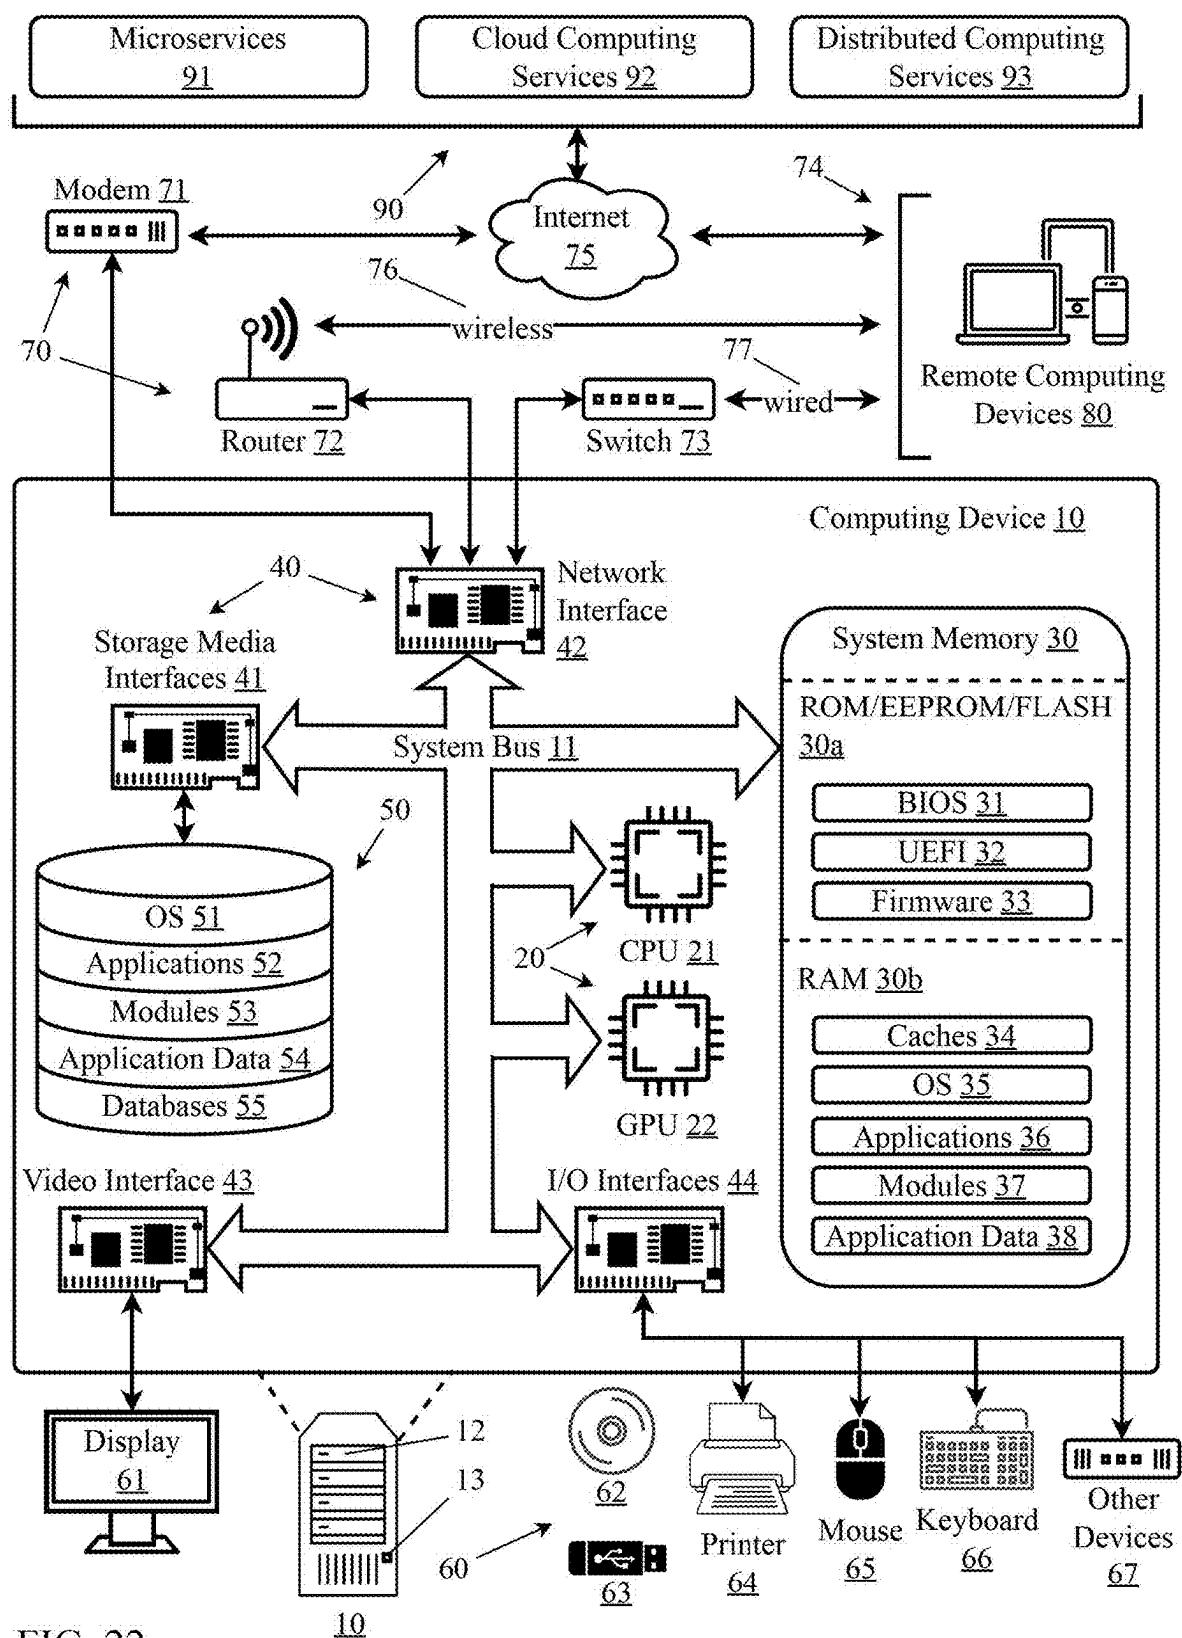 Microservices
91
Cloud Computing
Services 92
Distributed Computing
Services 93
90
74
Modem 71
Internet
75
76
wireless
70
77
wired
Router 72
Switch 73
Remote Computing
Devices 80
Computing Device 10
40
Network
Interface
42
Storage Media
Interfaces 41
System Bus 11
System Memory 30
ROM/EEPROM/FLASH
30a
BIOS 31
UEFI 32
Firmware 33
50
OS 51
Applications 52
Modules 53
Application Data 54
Databases 55
20
CPU 21
GPU 22
RAM 30b
Caches 34
OS 35
Applications 36
Modules 37
Application Data 38
Video Interface 43
I/O Interfaces 44
Display
61
12
13
10
60
62
63
Printer
64
Mouse
65
Keyboard
66
Other
Devices
67
FIG. 22